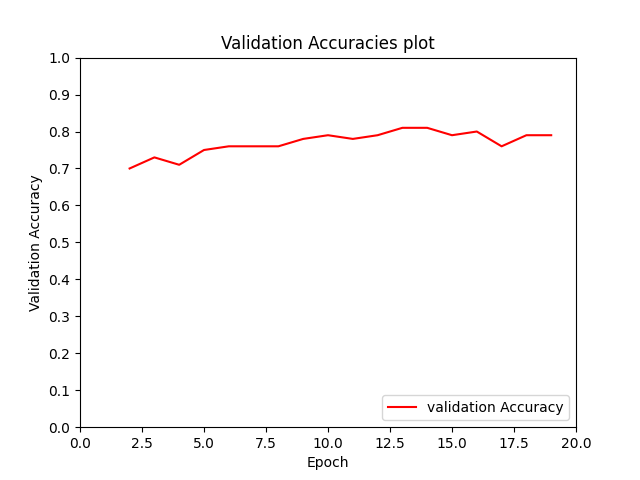 Validation Accuracies plot
1.0
0.9
0.8
0.7
0.6
0.5
0.4
0.3
0.2
0.1
0.0
Validation Accuracy
validation Accuracy
0.0 2.5 5.0 7.5 10.0 12.5 15.0 17.5 20.0
Epoch